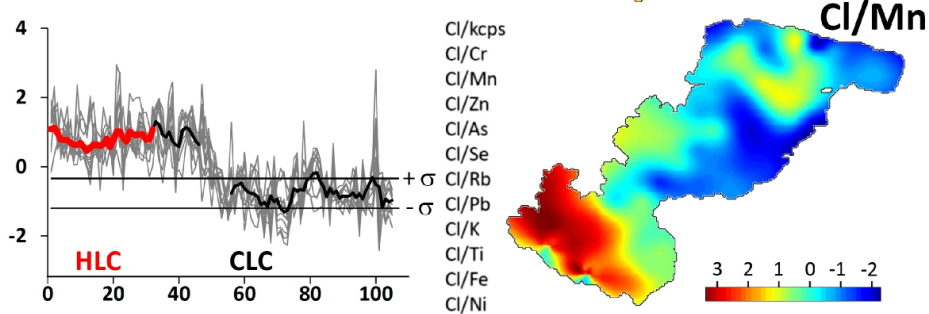 4
2
0
-2
+ σ
- σ
HLC
CLC
0 20 40 60 80 100
Cl/kcps
Cl/Cr
Cl/Mn
Cl/Zn
Cl/As
Cl/Se
Cl/Rb
Cl/Pb
Cl/K
Cl/Ti
Cl/Fe
Cl/Ni
Cl/Mn
3 2 1 0 -1 -2